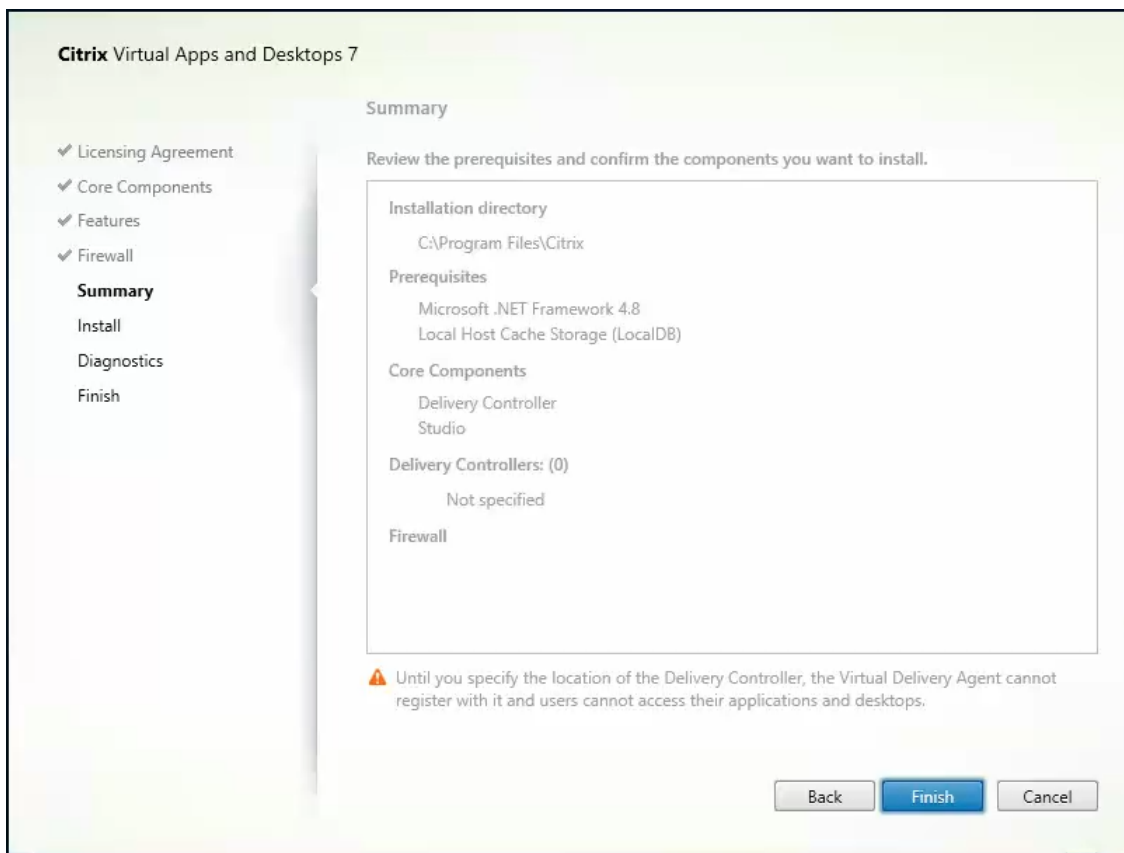 Citrix Virtual Apps and Desktops 7
Licensing Agreement
Core Components
Features
Firewall
Summary
Install
Diagnostics
Finish
Summary
Review the prerequisites and confirm the components you want to install.
Installation directory
C:\Program Files\Citrix
Prerequisites
Microsoft .NET Framework 4.8
Local Host Cache Storage (LocalDB)
Core Components
Delivery Controller
Studio
Delivery Controllers: (0)
Not specified
Firewall
Until you specify the location of the Delivery Controller, the Virtual Delivery Agent cannot
register with it and users cannot access their applications and desktops.
Back
Finish
Cancel